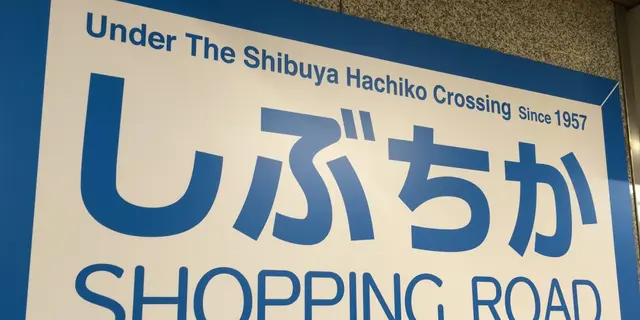 Under The Shibuya Hachiko Crossing Since 1957
しぶちか
SHOPPING ROAD